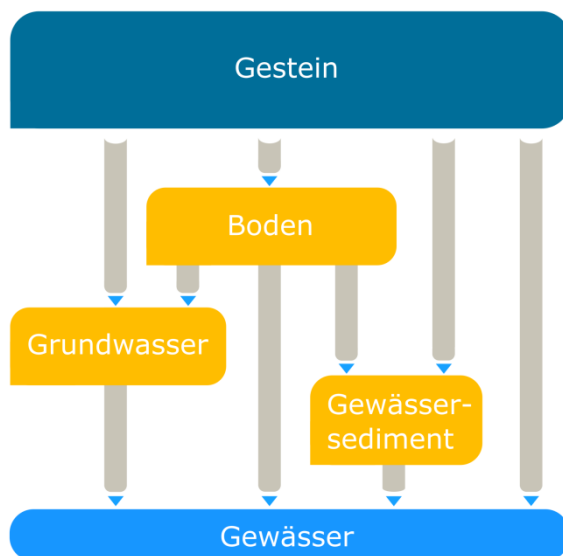 Gestein
Boden
Grundwasser
Gewässer-
sediment
Gewässer